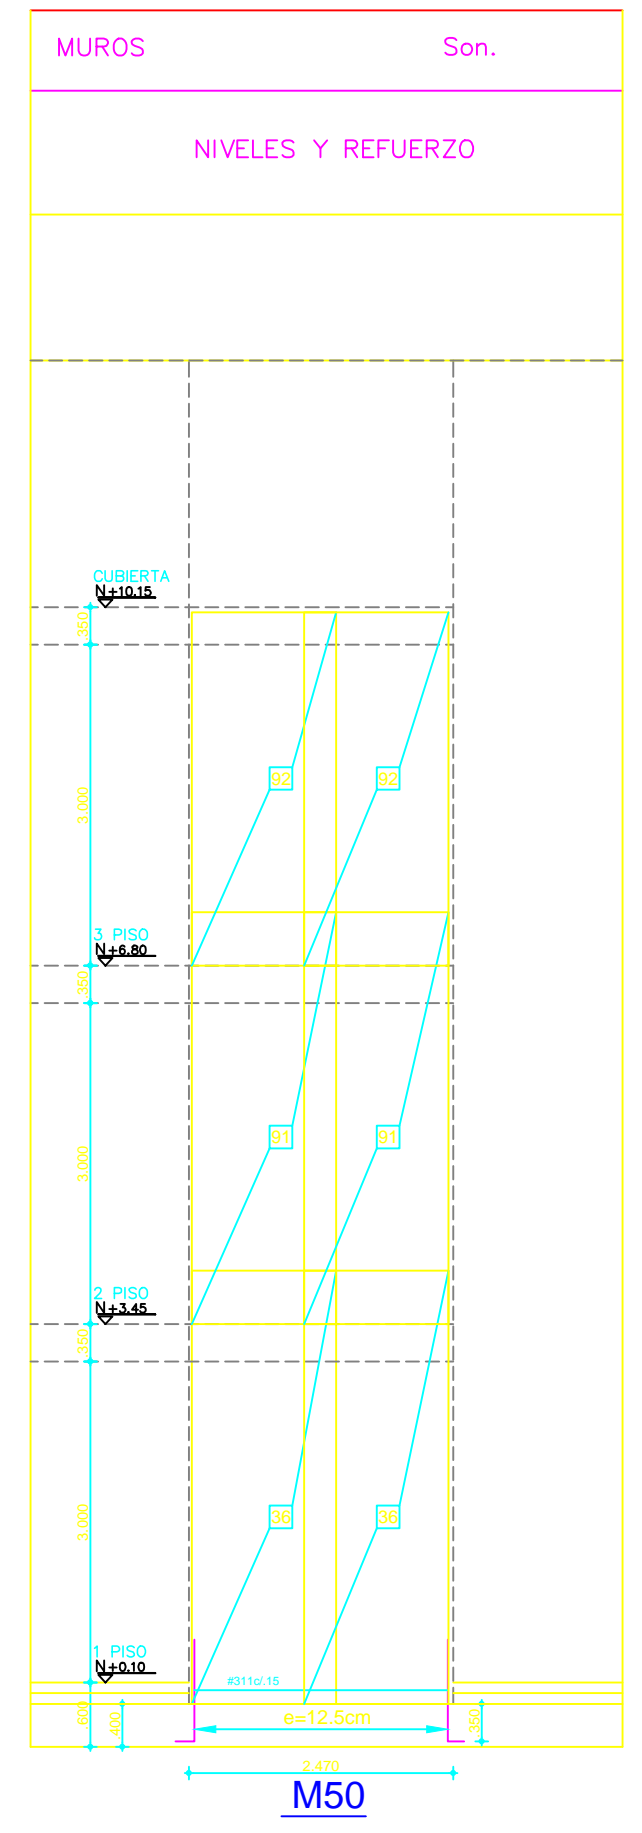 MUROS Son.
NIVELES Y REFUERZO
CUBIERTA
N+10.15
.350
92 92
3.000
3 PISO
N+6.80
.350
91 91
3.000
2 PISO
N+3.45
.350
36 36
3.000
1 PISO
N+0.10
#311c/.15
.600
.400
e=12.5cm
.350
2.470
M50